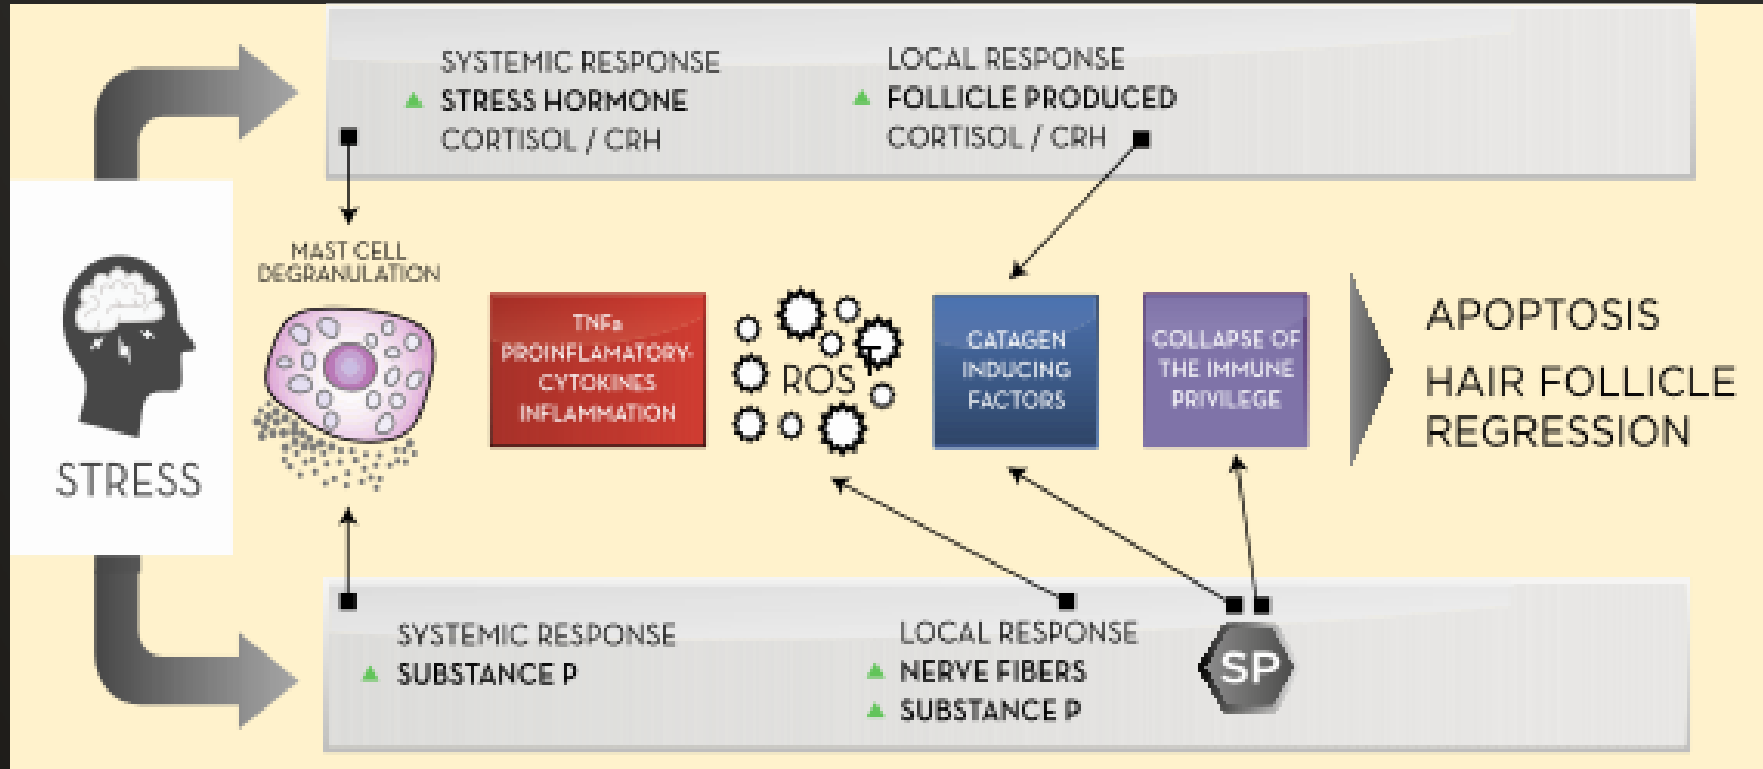 SYSTEMIC RESPONSE
STRESS HORMONE
CORTISOL / CRH
LOCAL RESPONSE
FOLLICLE PRODUCED
CORTISOL / CRH
STRESS
MAST CELL
DEGRANULATION
TNFa
PROINFLAMATORY-
CYTOKINES
INFLAMMATION
ROS
CATAGEN
INDUCING
FACTORS
COLLAPSE OF
THE IMMUNE
PRIVILEGE
APOPTOSIS
HAIR FOLLICLE
REGRESSION
SYSTEMIC RESPONSE
SUBSTANCE P
LOCAL RESPONSE
NERVE FIBERS
SUBSTANCE P
SP